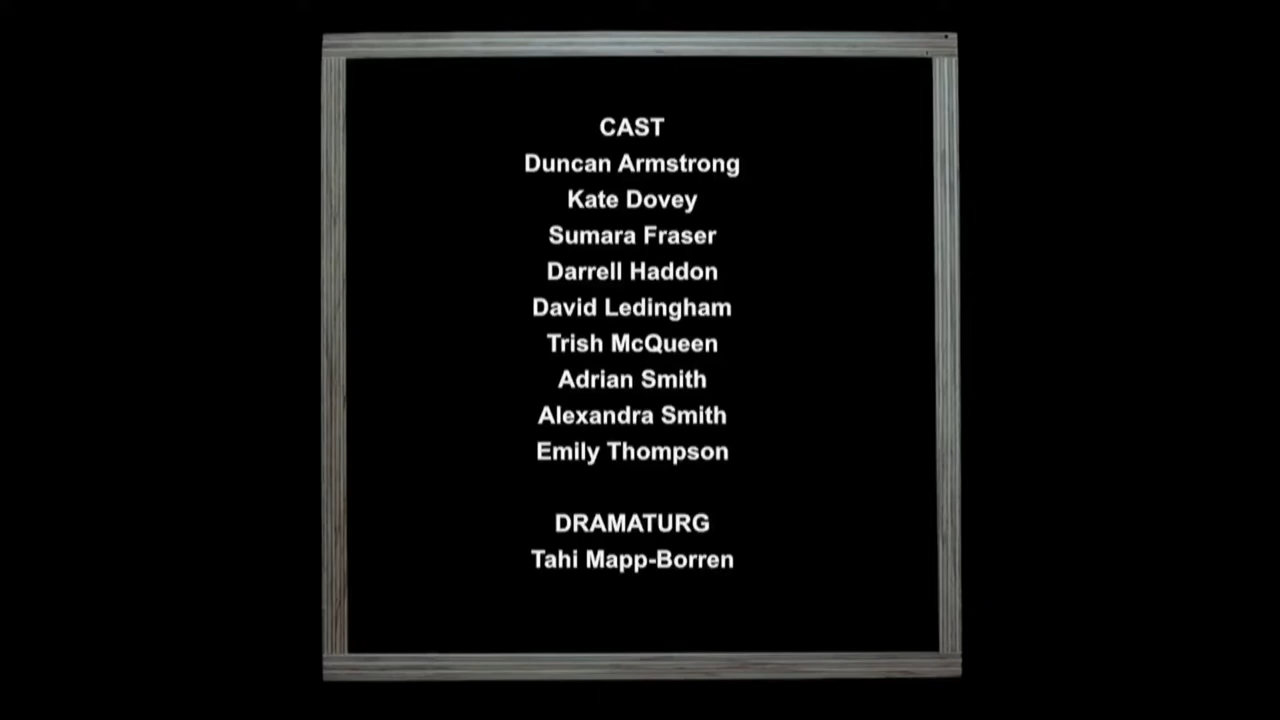 CAST
Duncan Armstrong
Kate Dovey
Sumara Fraser
Darrell Haddon
David Ledingham
Trish McQueen
Adrian Smith
Alexandra Smith
Emily Thompson
DRAMATURG
Tahi Mapp-Borren